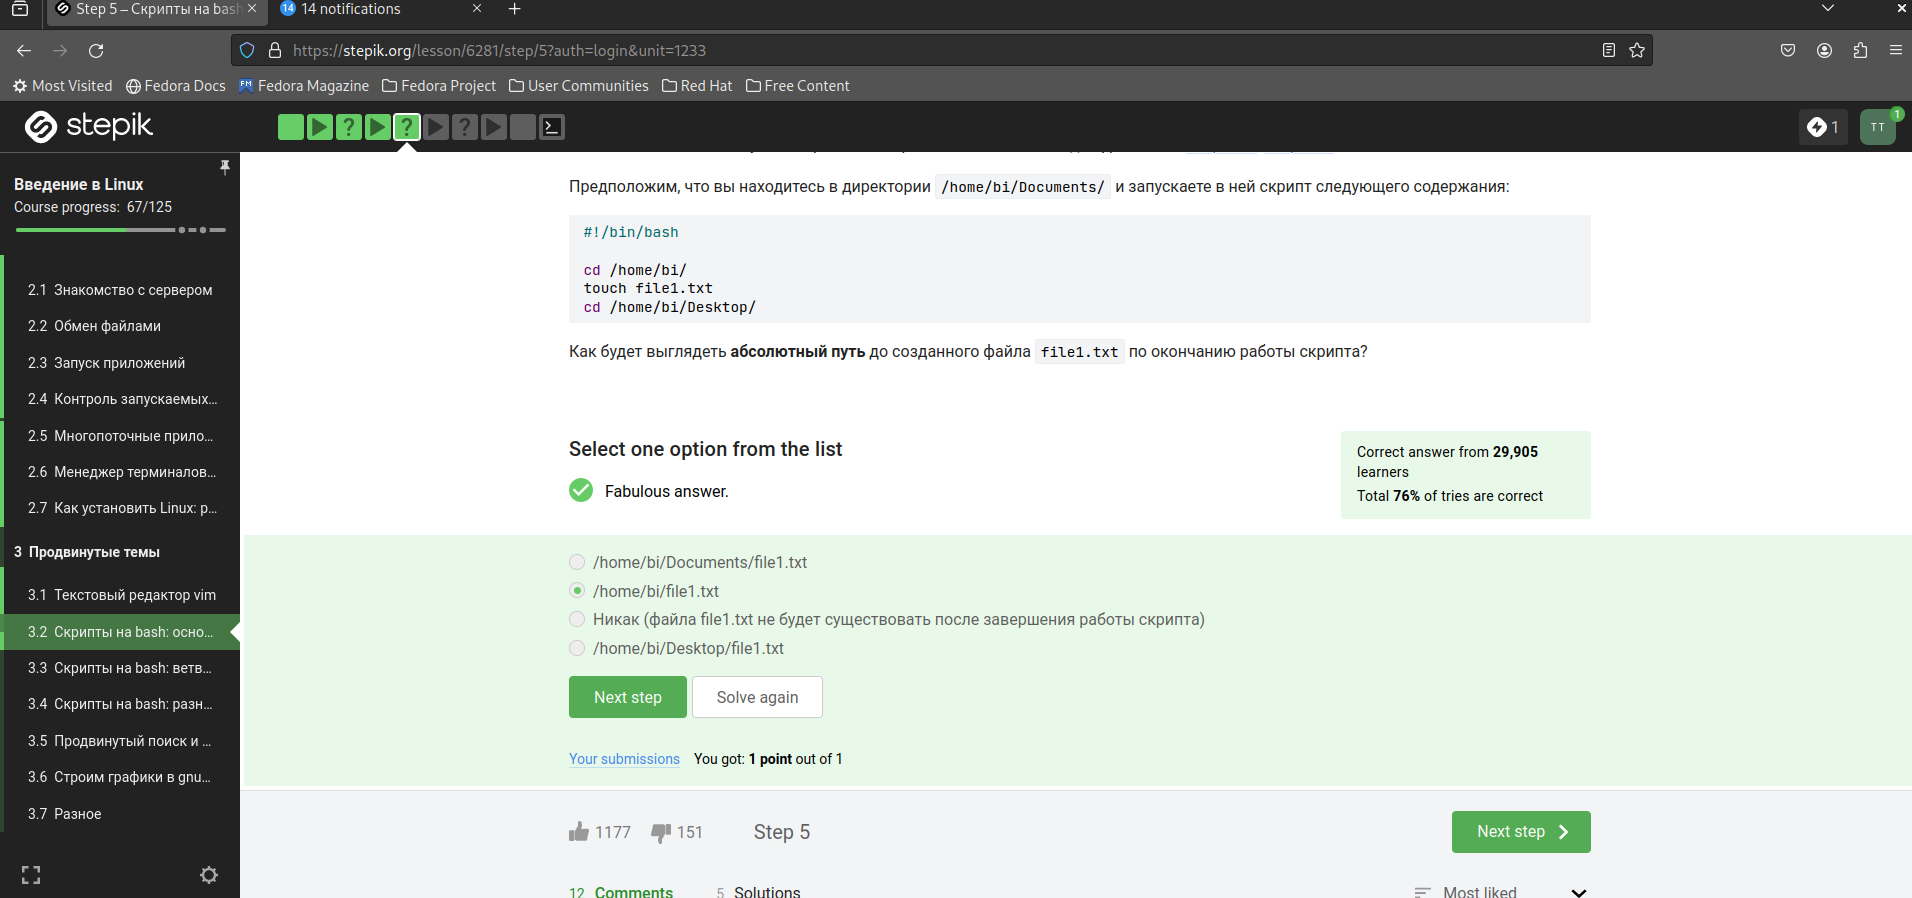 Step 5 – Скрипты на bash
14 14 notifications
https://stepik.org/lesson/6281/step/5?auth=login&unit=1233
Most Visited Fedora Docs Fedora Magazine Fedora Project User Communities Red Hat Free Content
stepik
1
TT
1
Введение в Linux
Course progress: 67/125
2.1 Знакомство с сервером
2.2 Обмен файлами
2.3 Запуск приложений
2.4 Контроль запускаемых...
2.5 Многопоточные прило...
2.6 Менеджер терминалов...
2.7 Как установить Linux: р...
3 Продвинутые темы
3.1 Текстовый редактор vim
3.2 Скрипты на bash: осно...
3.3 Скрипты на bash: ветв...
3.4 Скрипты на bash: разн...
3.5 Продвинутый поиск и ...
3.6 Строим графики в gnu...
3.7 Разное
Предположим, что вы находитесь в директории /home/bi/Documents/ и запускаете в ней скрипт следующего содержания:
#!/bin/bash
cd /home/bi/
touch file1.txt
cd /home/bi/Desktop/
Как будет выглядеть абсолютный путь до созданного файла file1.txt по окончанию работы скрипта?
Select one option from the list
Fabulous answer.
Correct answer from 29,905
learners
Total 76% of tries are correct
/home/bi/Documents/file1.txt
/home/bi/file1.txt
Никак (файла file1.txt не будет существовать после завершения работы скрипта)
/home/bi/Desktop/file1.txt
Next step Solve again
Your submissions You got: 1 point out of 1
1177 151 Step 5 Next step
12 Comments 5 Solutions Most liked